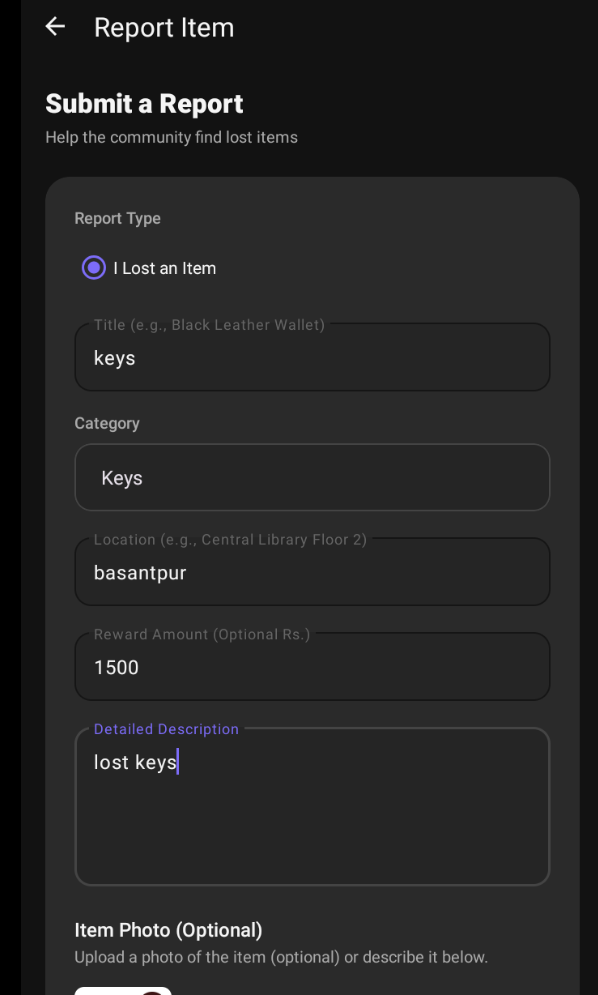 Report Item
Submit a Report
Help the community find lost items
Report Type
I Lost an Item
Title (e.g., Black Leather Wallet)
keys
Category
Keys
Location (e.g., Central Library Floor 2)
basantpur
Reward Amount (Optional Rs.)
1500
Detailed Description
lost keys
Item Photo (Optional)
Upload a photo of the item (optional) or describe it below.